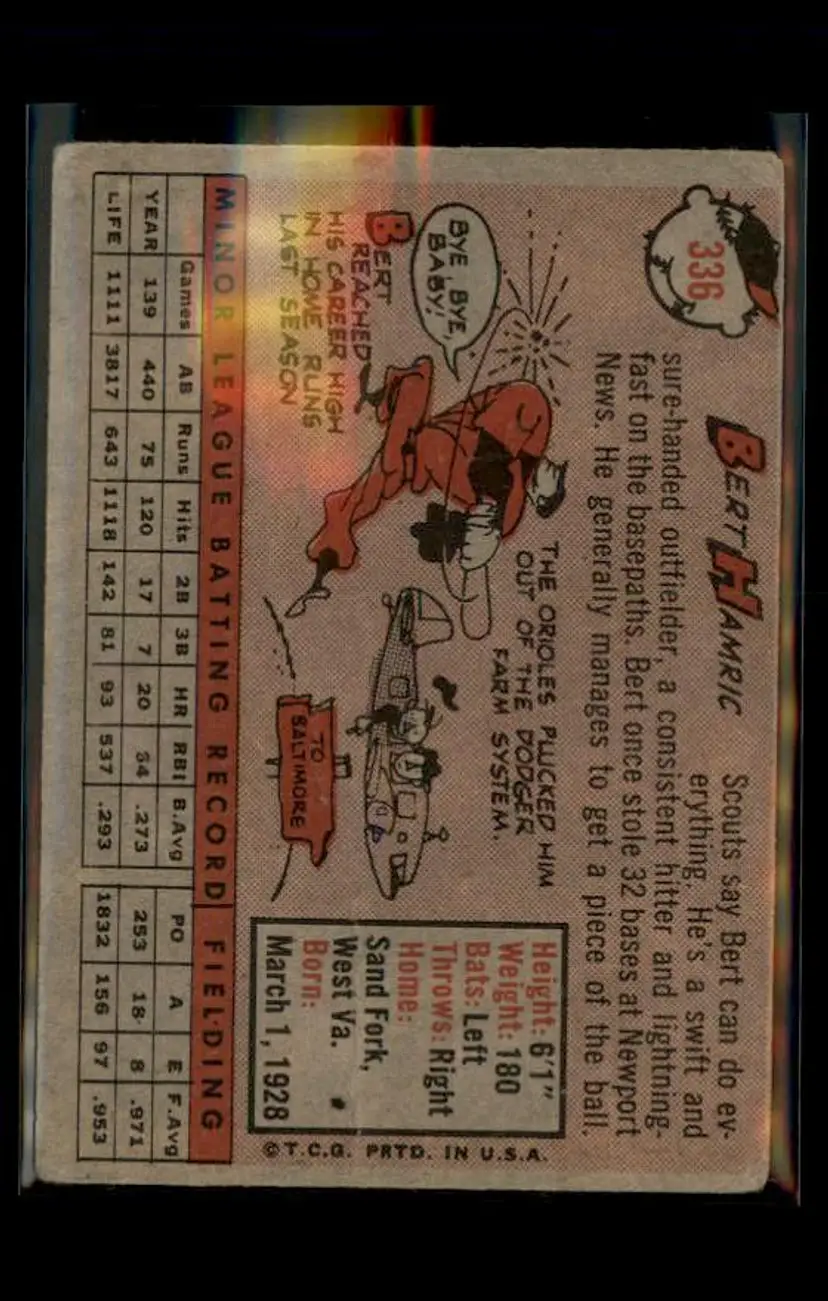 336
BERT HAMRIC
Scouts say Bert can do ev-
erything. He's a swift and
sure-handed outfielder, a consistent hitter and lightning-
fast on the basepaths. Bert once stole 32 bases at Newport
News. He generally manages to get a piece of the ball.
BYE, BYE,
BABY!
BERT
REACHED
HIS CAREER HIGH
IN HOME RUNS
LAST SEASON
THE ORIOLES PLUCKED HIM
OUT OF THE DODGER
FARM SYSTEM.
TO
BALTIMORE
Height: 6'1"
Weight: 180
Bats: Left
Throws: Right
Home:
Sand Fork,
West Va.
Born:
March 1, 1928
© T.C.G. PRTD. IN U.S.A.
MINOR LEAGUE BATTING RECORD FIELDING
Games AB Runs Hits 2B 3B HR RBI B.Avg PO A E F.Avg
YEAR 139 440 75 120 17 7 20 54 .273 253 18 8 .971
LIFE 1111 3817 643 1118 142 81 93 537 .293 1832 156 97 .953